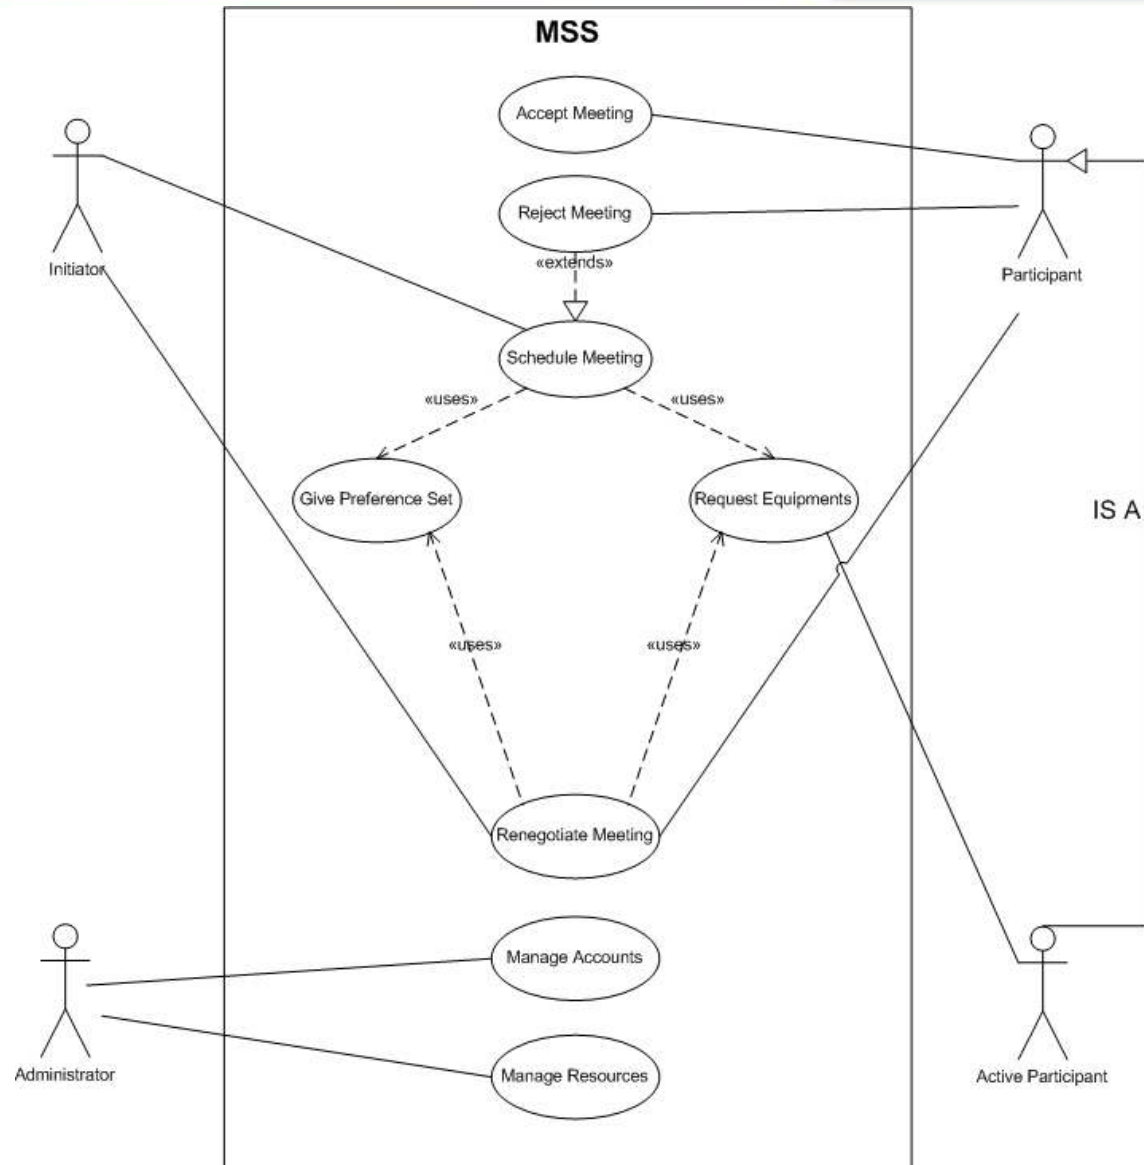 MSS
Accept Meeting
Reject Meeting
Initiator
«extends»
Participant
Schedule Meeting
«uses»
«uses»
Give Preference Set
Request Equipments
IS A
«uses»
«uses»
Renegotiate Meeting
Manage Accounts
Administrator
Manage Resources
Active Participant